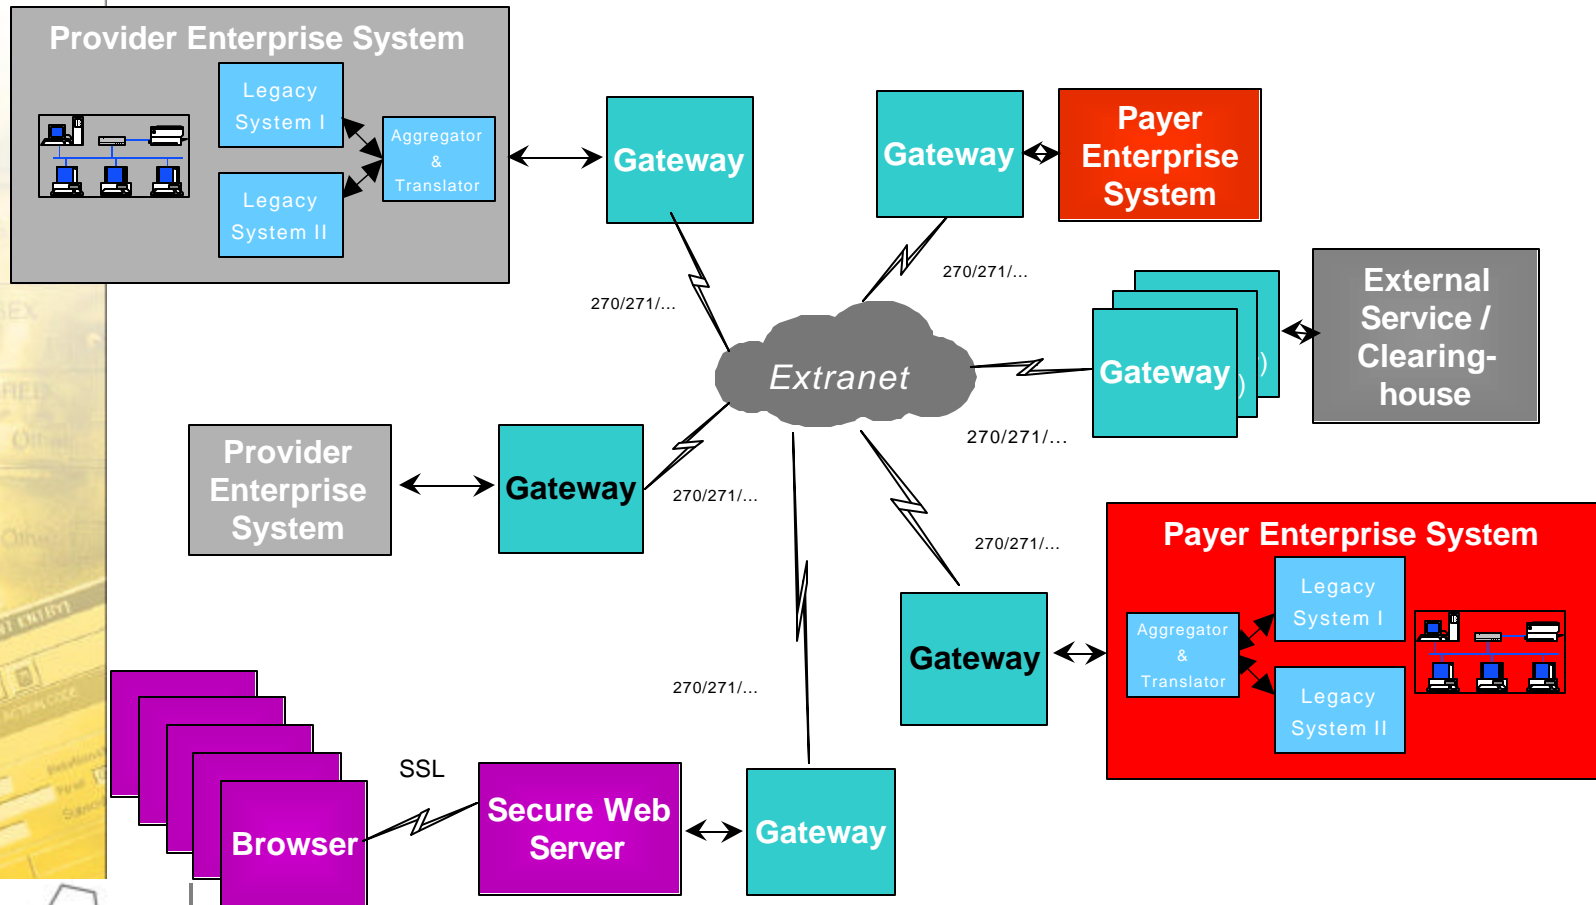 Provider Enterprise System
Legacy
System I
Aggregator
&
Translator
Legacy
System II
Gateway
270/271/...
Gateway
Payer
Enterprise
System
270/271/...
Extranet
Gateway
)
)
270/271/...
External
Service /
Clearing-
house
Provider
Enterprise
System
Gateway
270/271/...
270/271/...
Gateway
Payer Enterprise System
Aggregator
&
Translator
Legacy
System I
Legacy
System II
270/271/...
Browser
SSL
Secure Web
Server
Gateway